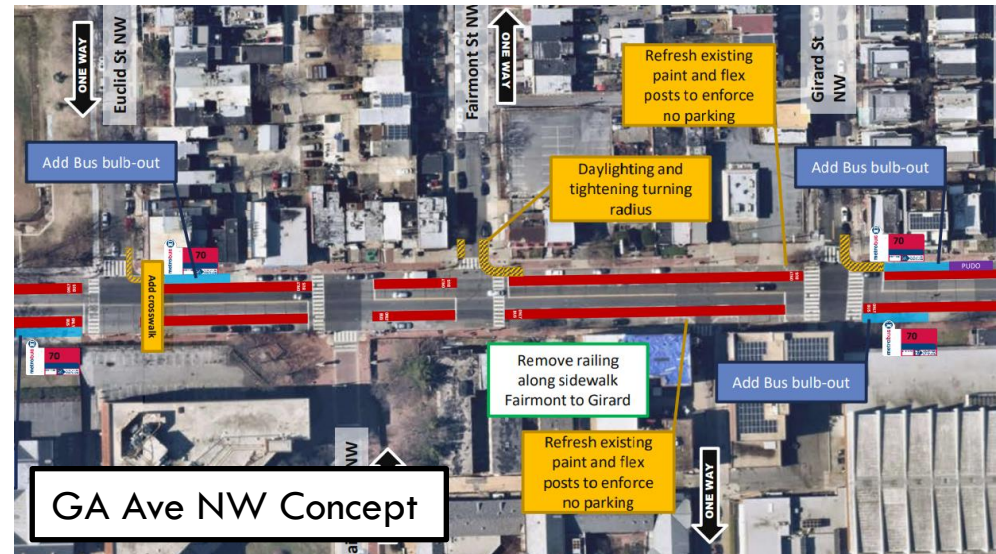 ONE WAY
Euclid St NW
Fairmont St NW
ONE WAY
Refresh existing
paint and flex
posts to enforce
no parking
Girard St
NW
Add Bus bulb-out
Daylighting and
tightening turning
radius
Add Bus bulb-out
70
70
PUDO
Add crosswalk
70
70
Remove railing
along sidewalk
Fairmont to Girard
Add Bus bulb-out
Refresh existing
paint and flex
posts to enforce
no parking
NW
ONE WAY
GA Ave NW Concept